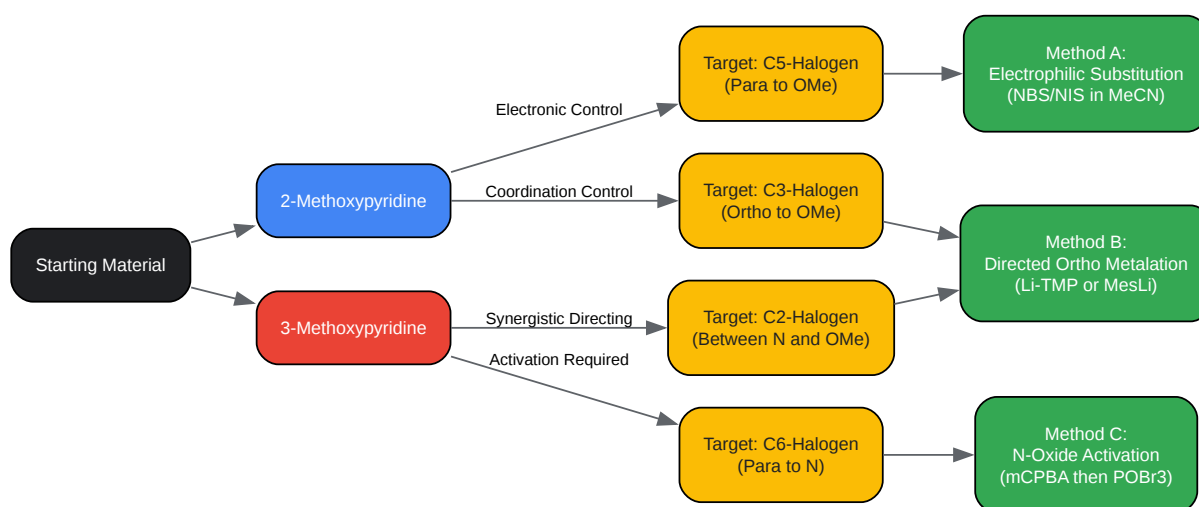 Starting Material
2-Methoxypyridine
3-Methoxypyridine
Electronic Control
Coordination Control
Synergistic Directing
Activation Required
Target: C5-Halogen
(Para to OMe)
Target: C3-Halogen
(Ortho to OMe)
Target: C2-Halogen
(Between N and OMe)
Target: C6-Halogen
(Para to N)
Method A:
Electrophilic Substitution
(NBS/NIS in MeCN)
Method B:
Directed Ortho Metalation
(Li-TMP or MesLi)
Method C:
N-Oxide Activation
(mCPBA then POBr3)